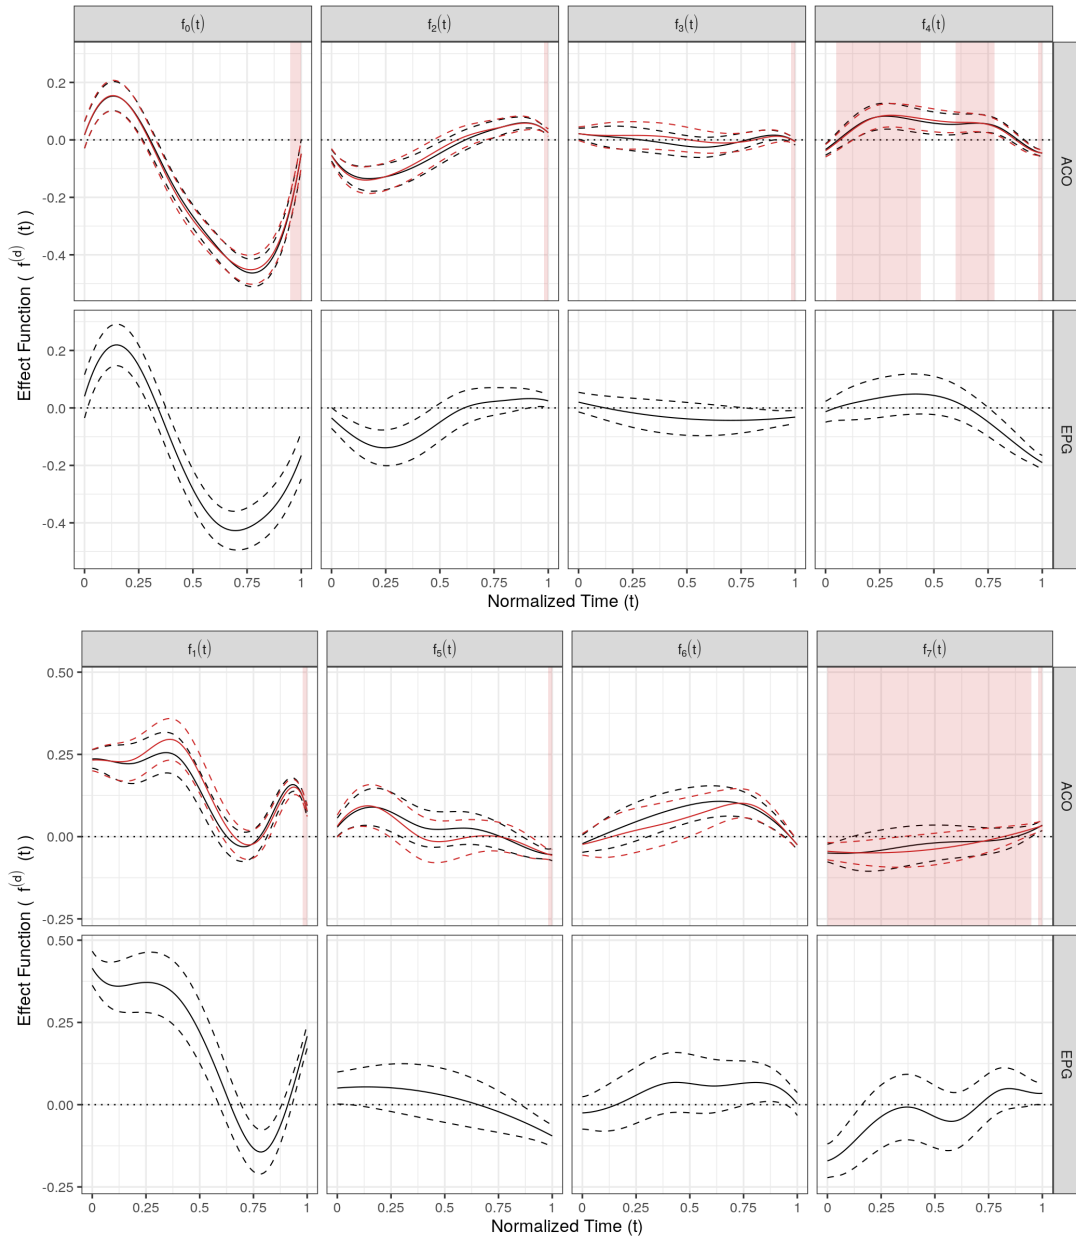 f0(t) f2(t) f3(t) f4(t)
0.2
0.0
-0.2
-0.4
ACO
0.2
0.0
-0.2
-0.4
EPG
Effect Function ( f(d) (t) )
0 0.25 0.5 0.75 1 0 0.25 0.5 0.75 1 0 0.25 0.5 0.75 1 0 0.25 0.5 0.75 1
Normalized Time (t)
f1(t) f5(t) f6(t) f7(t)
0.50
0.25
0.00
-0.25
ACO
0.50
0.25
0.00
-0.25
EPG
Effect Function ( f(d) (t) )
0 0.25 0.5 0.75 1 0 0.25 0.5 0.75 1 0 0.25 0.5 0.75 1 0 0.25 0.5 0.75 1
Normalized Time (t)